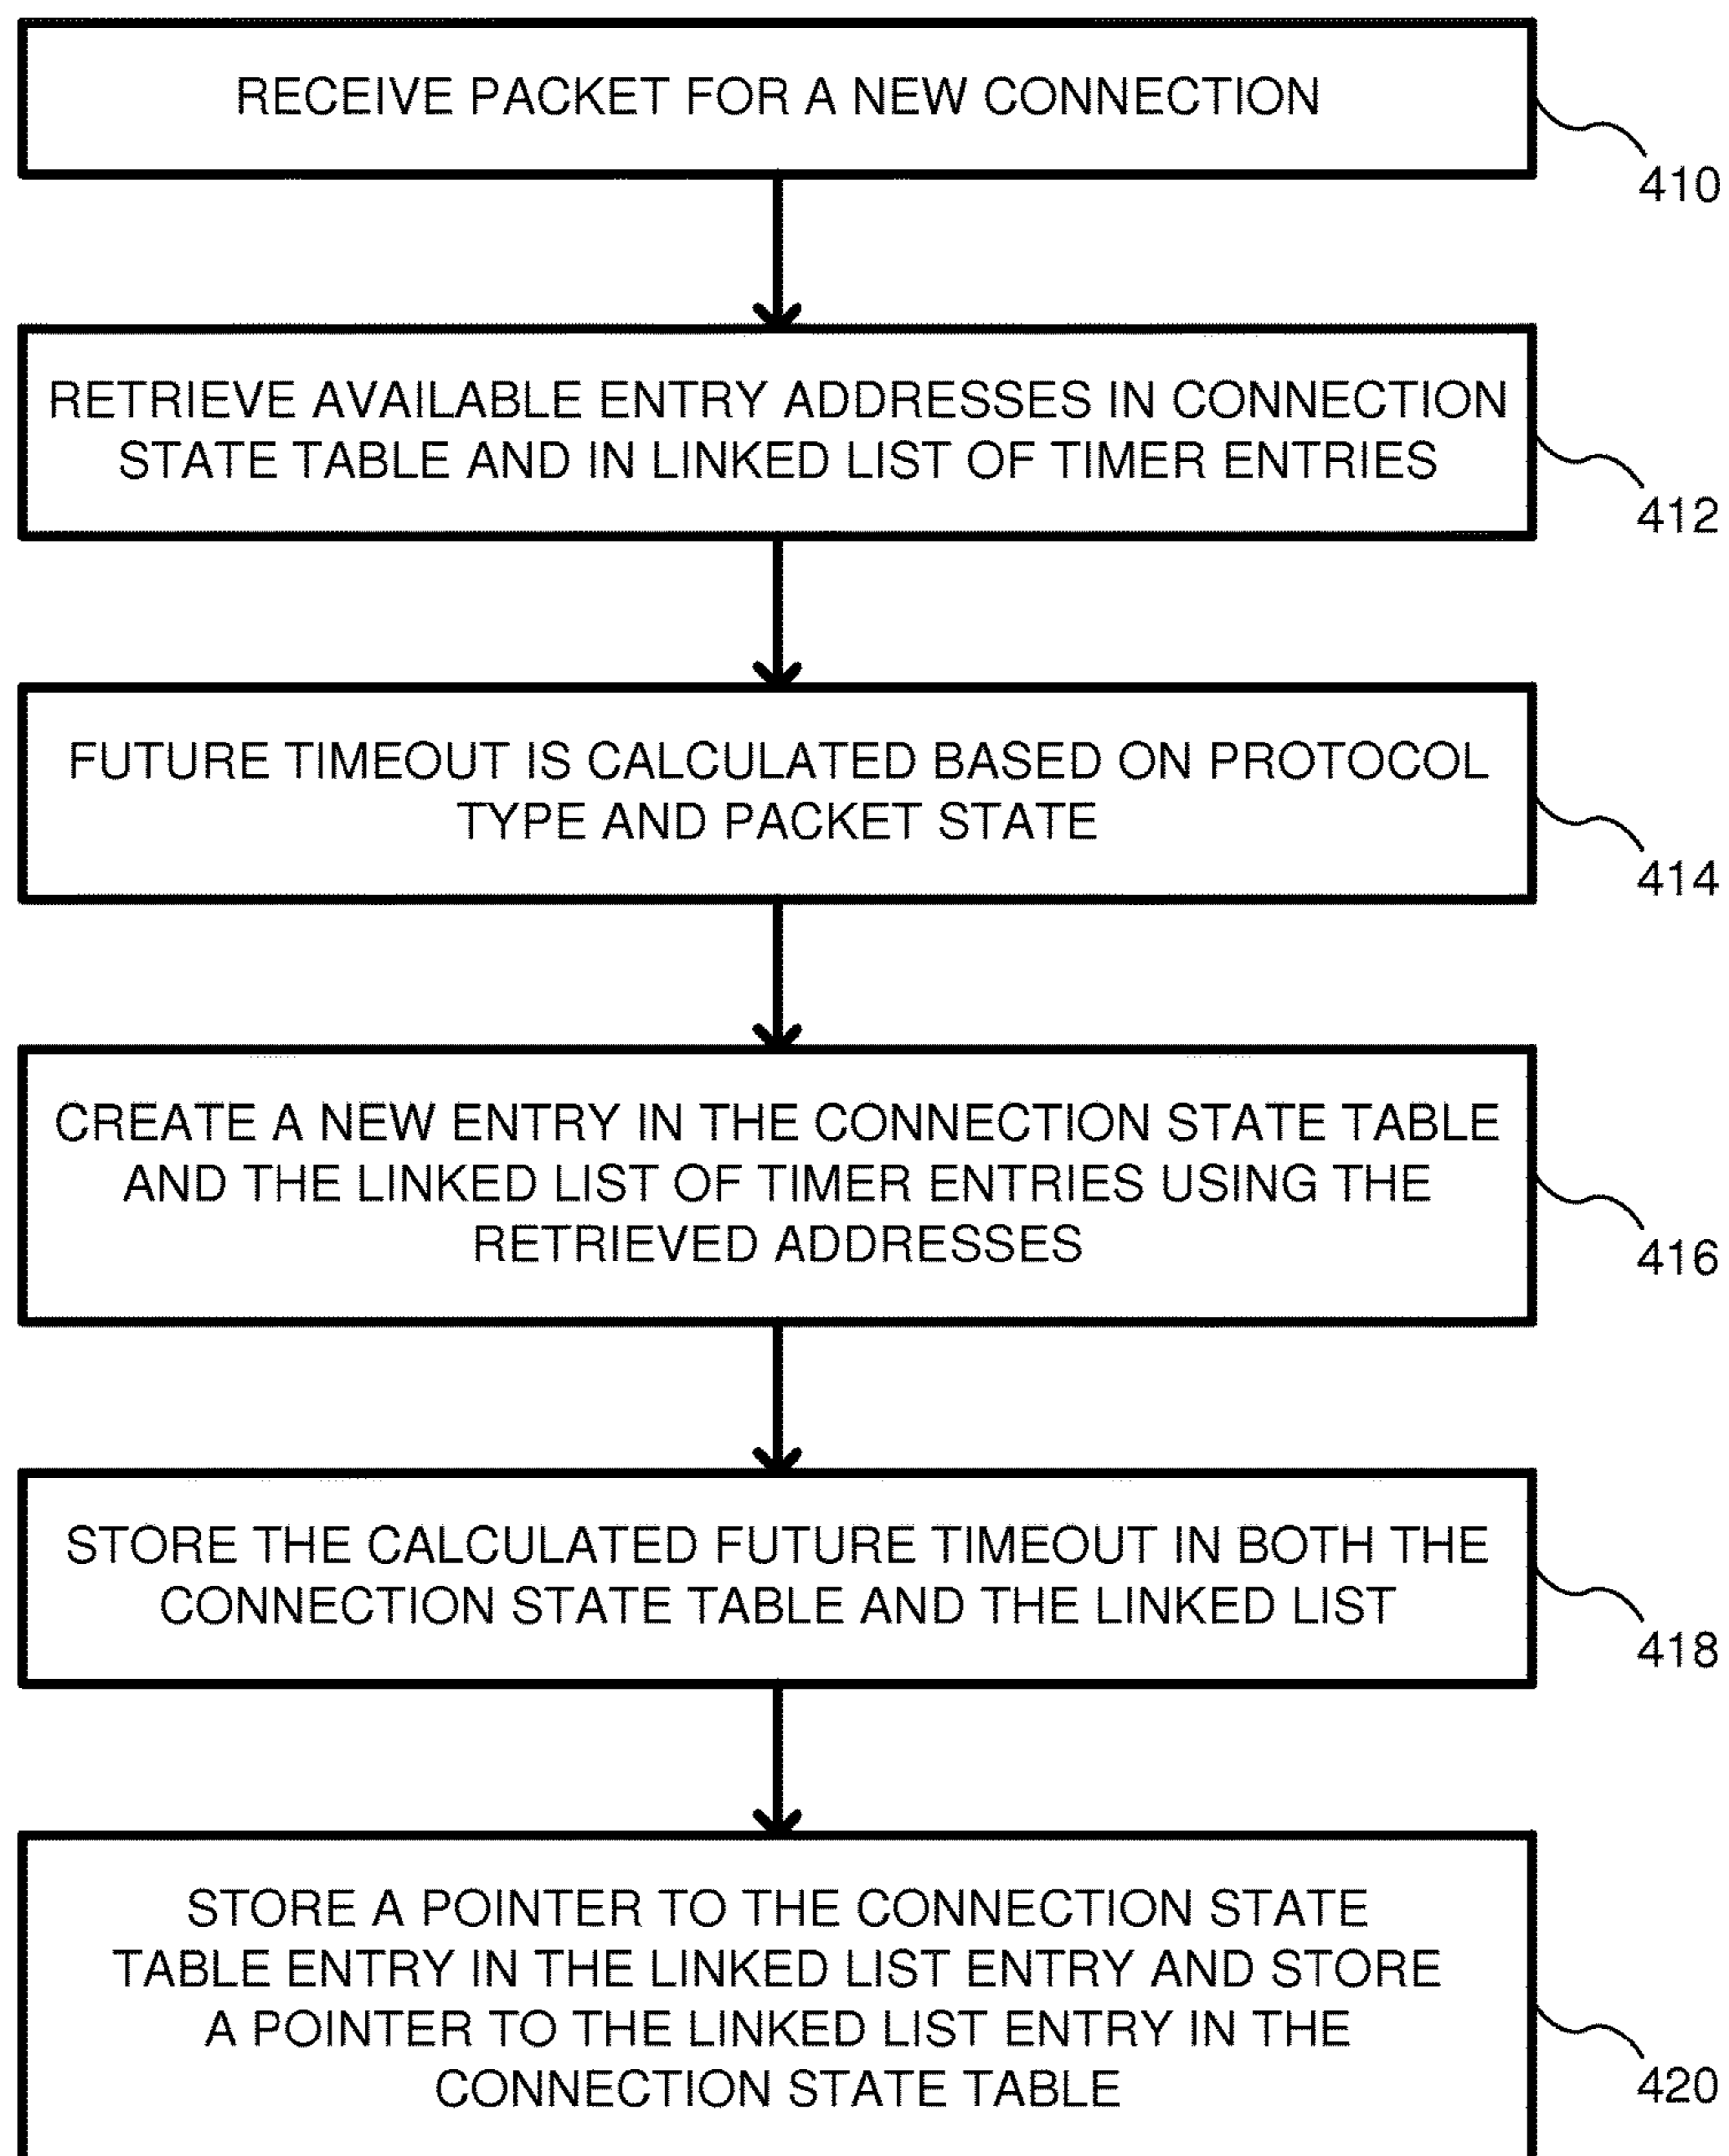 RECEIVE PACKET FOR A NEW CONNECTION
410
RETRIEVE AVAILABLE ENTRY ADDRESSES IN CONNECTION
STATE TABLE AND IN LINKED LIST OF TIMER ENTRIES
412
FUTURE TIMEOUT IS CALCULATED BASED ON PROTOCOL
TYPE AND PACKET STATE
414
CREATE A NEW ENTRY IN THE CONNECTION STATE TABLE
AND THE LINKED LIST OF TIMER ENTRIES USING THE
RETRIEVED ADDRESSES
416
STORE THE CALCULATED FUTURE TIMEOUT IN BOTH THE
CONNECTION STATE TABLE AND THE LINKED LIST
418
STORE A POINTER TO THE CONNECTION STATE
TABLE ENTRY IN THE LINKED LIST ENTRY AND STORE
A POINTER TO THE LINKED LIST ENTRY IN THE
CONNECTION STATE TABLE
420